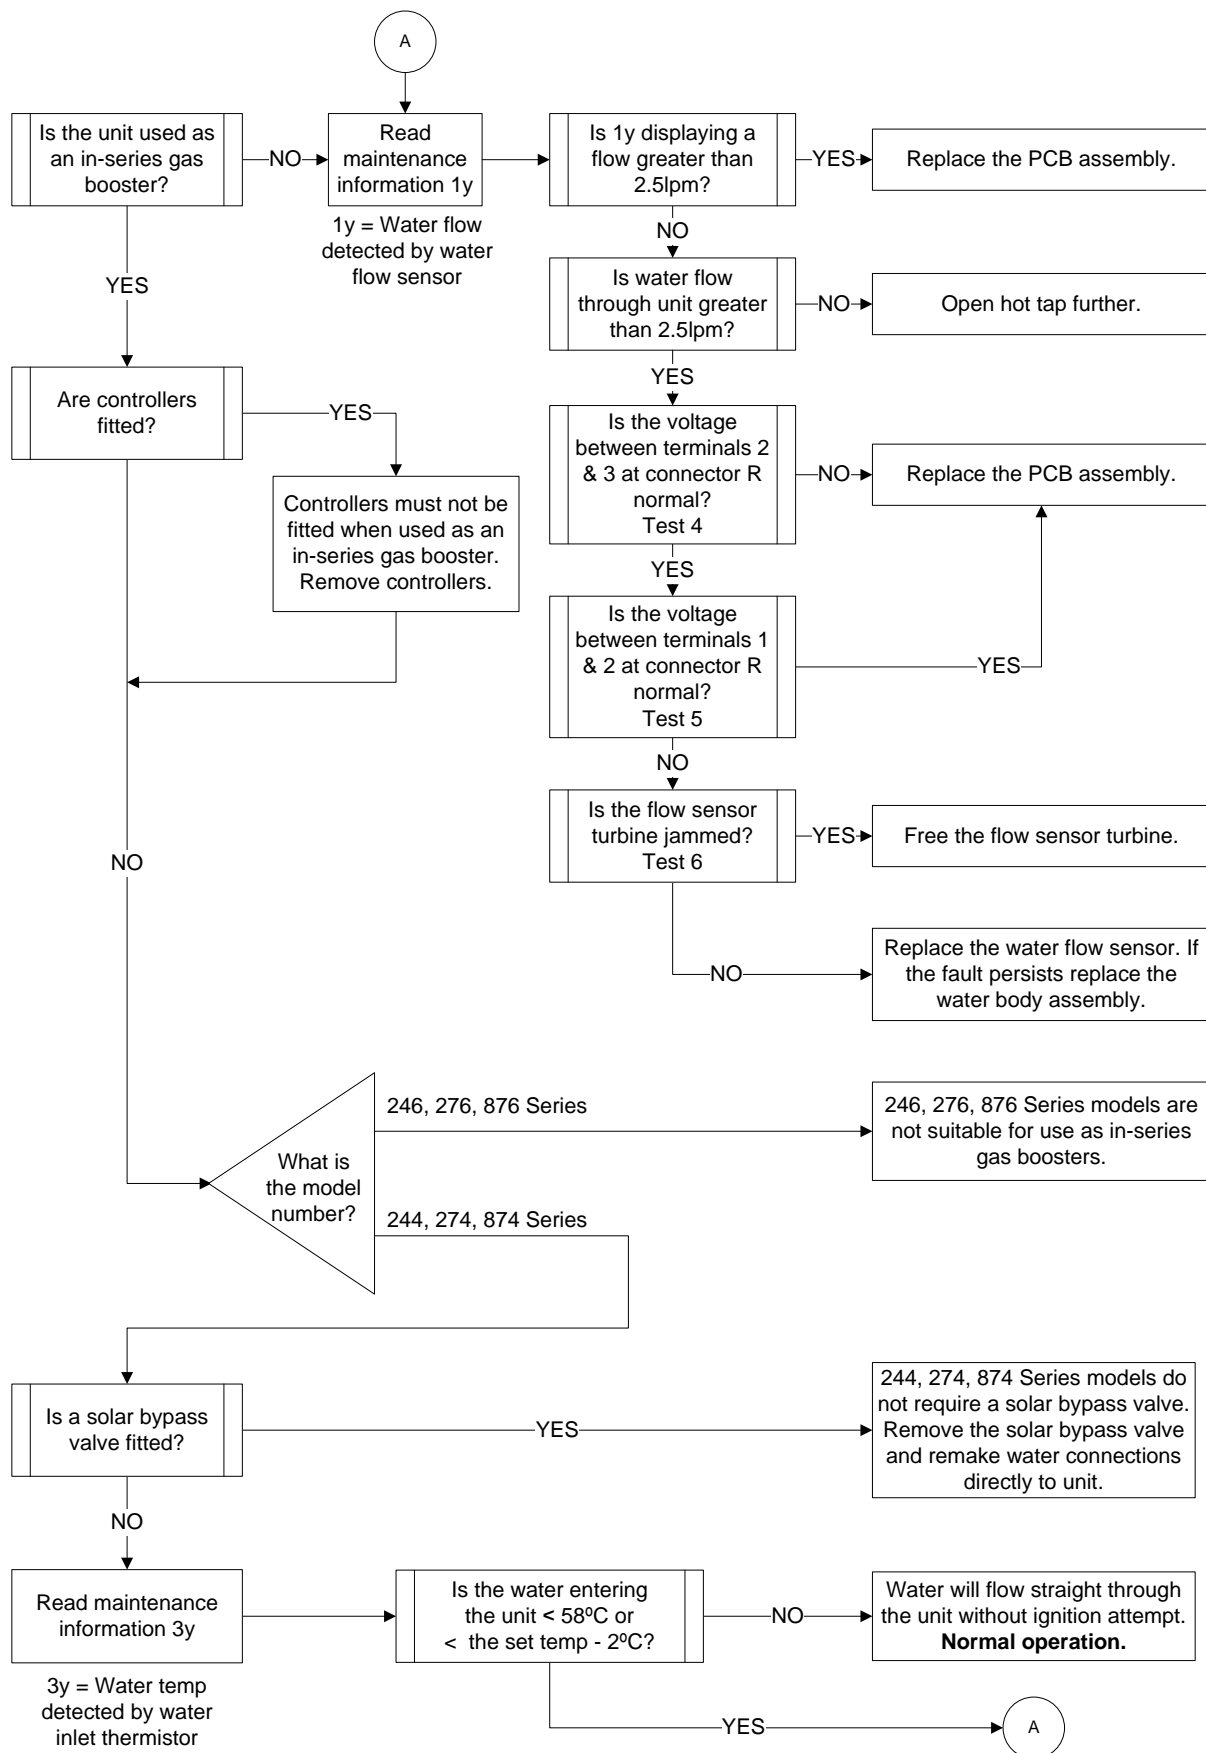 A
Is the unit used as
an in-series gas
booster?
NO
Read
maintenance
information 1y
1y = Water flow
detected by water
flow sensor
Is 1y displaying a
flow greater than
2.5lpm?
YES
Replace the PCB assembly.
NO
Is water flow
through unit greater
than 2.5lpm?
NO
Open hot tap further.
YES
YES
Are controllers
fitted?
YES
Controllers must not be
fitted when used as an
in-series gas booster.
Remove controllers.
Is the voltage
between terminals 2
& 3 at connector R
normal?
Test 4
NO
Replace the PCB assembly.
YES
Is the voltage
between terminals 1
& 2 at connector R
normal?
Test 5
YES
NO
Is the flow sensor
turbine jammed?
Test 6
YES
Free the flow sensor turbine.
NO
Replace the water flow sensor. If
the fault persists replace the
water body assembly.
NO
What is
the model
number?
246, 276, 876 Series
246, 276, 876 Series models are
not suitable for use as in-series
gas boosters.
244, 274, 874 Series
Is a solar bypass
valve fitted?
YES
244, 274, 874 Series models do
not require a solar bypass valve.
Remove the solar bypass valve
and remake water connections
directly to unit.
NO
Read maintenance
information 3y
3y = Water temp
detected by water
inlet thermistor
Is the water entering
the unit < 58ºC or
< the set temp - 2ºC?
NO
Water will flow straight through
the unit without ignition attempt.
Normal operation.
YES
A